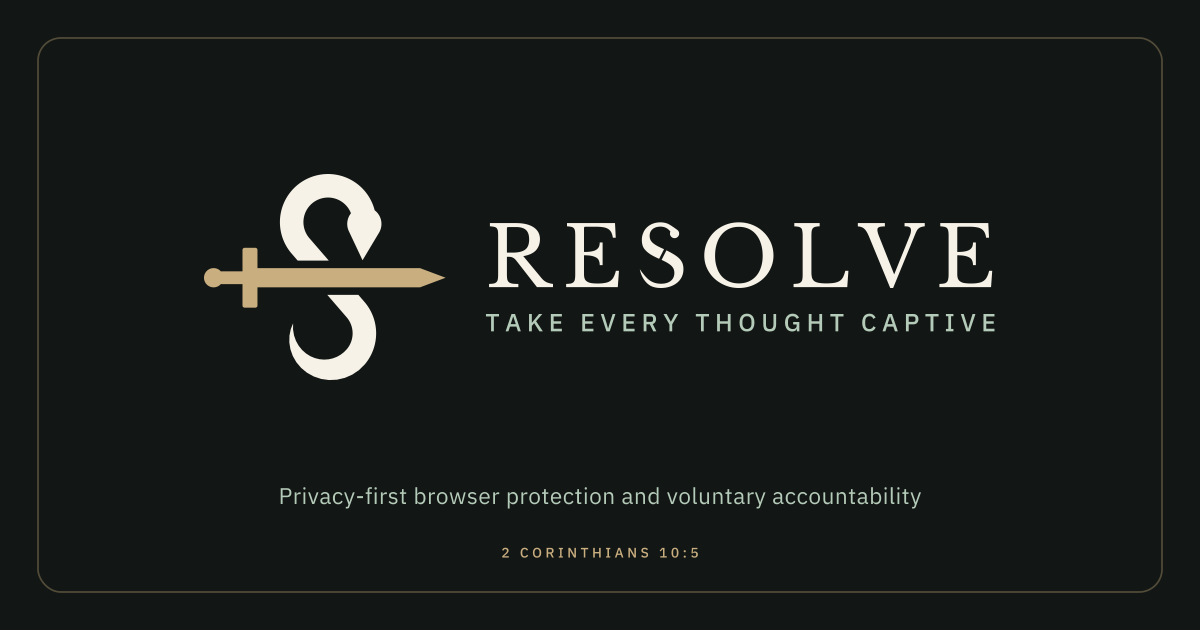 RESOLVE
TAKE EVERY THOUGHT CAPTIVE
Privacy-first browser protection and voluntary accountability
2 CORINTHIANS 10:5